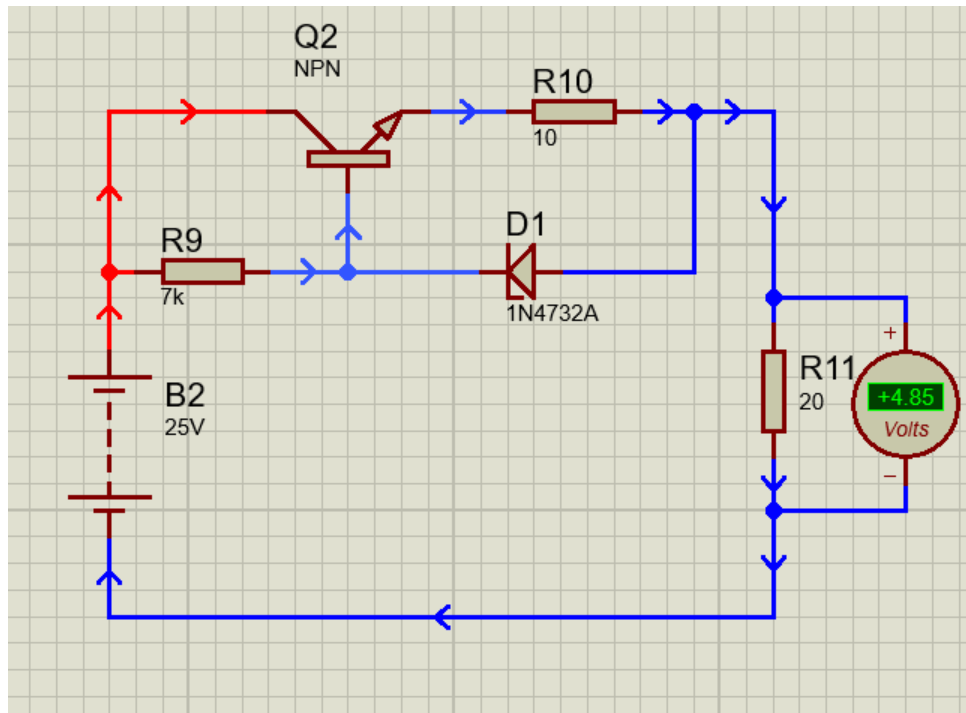 Q2
NPN
R10
10
R9
7k
D1
1N4732A
B2
25V
R11
20
+
+4.85
Volts
−